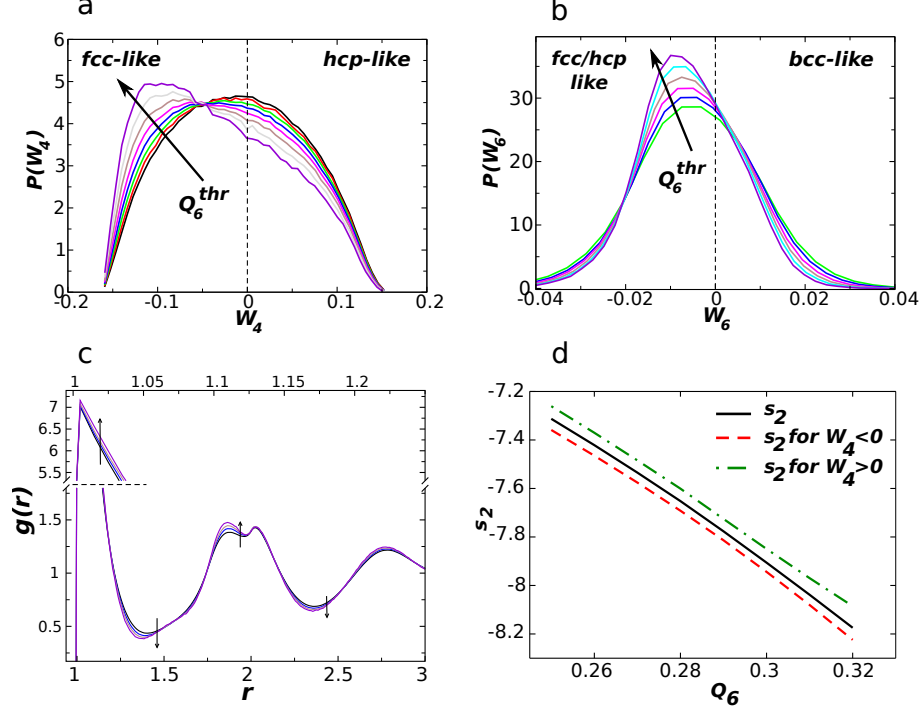 a
fcc-like
hcp-like
P(W4)
6
5
4
3
2
1
0
Q6^thr
-0.2
-0.1
0
0.1
0.2
W4
b
fcc/hcp
like
bcc-like
P(W6)
30
20
10
0
Q6^thr
-0.04
-0.02
0
0.02
0.04
W6
c
1
1.05
1.1
1.15
1.2
7
6.5
6
5.5
g(r)
1.5
1
0.5
1
1.5
2
2.5
3
r
d
-7.2
-7.4
-7.6
-7.8
-8
-8.2
s2
s2
s2 for W4<0
s2 for W4>0
0.26
0.28
0.3
0.32
Q6